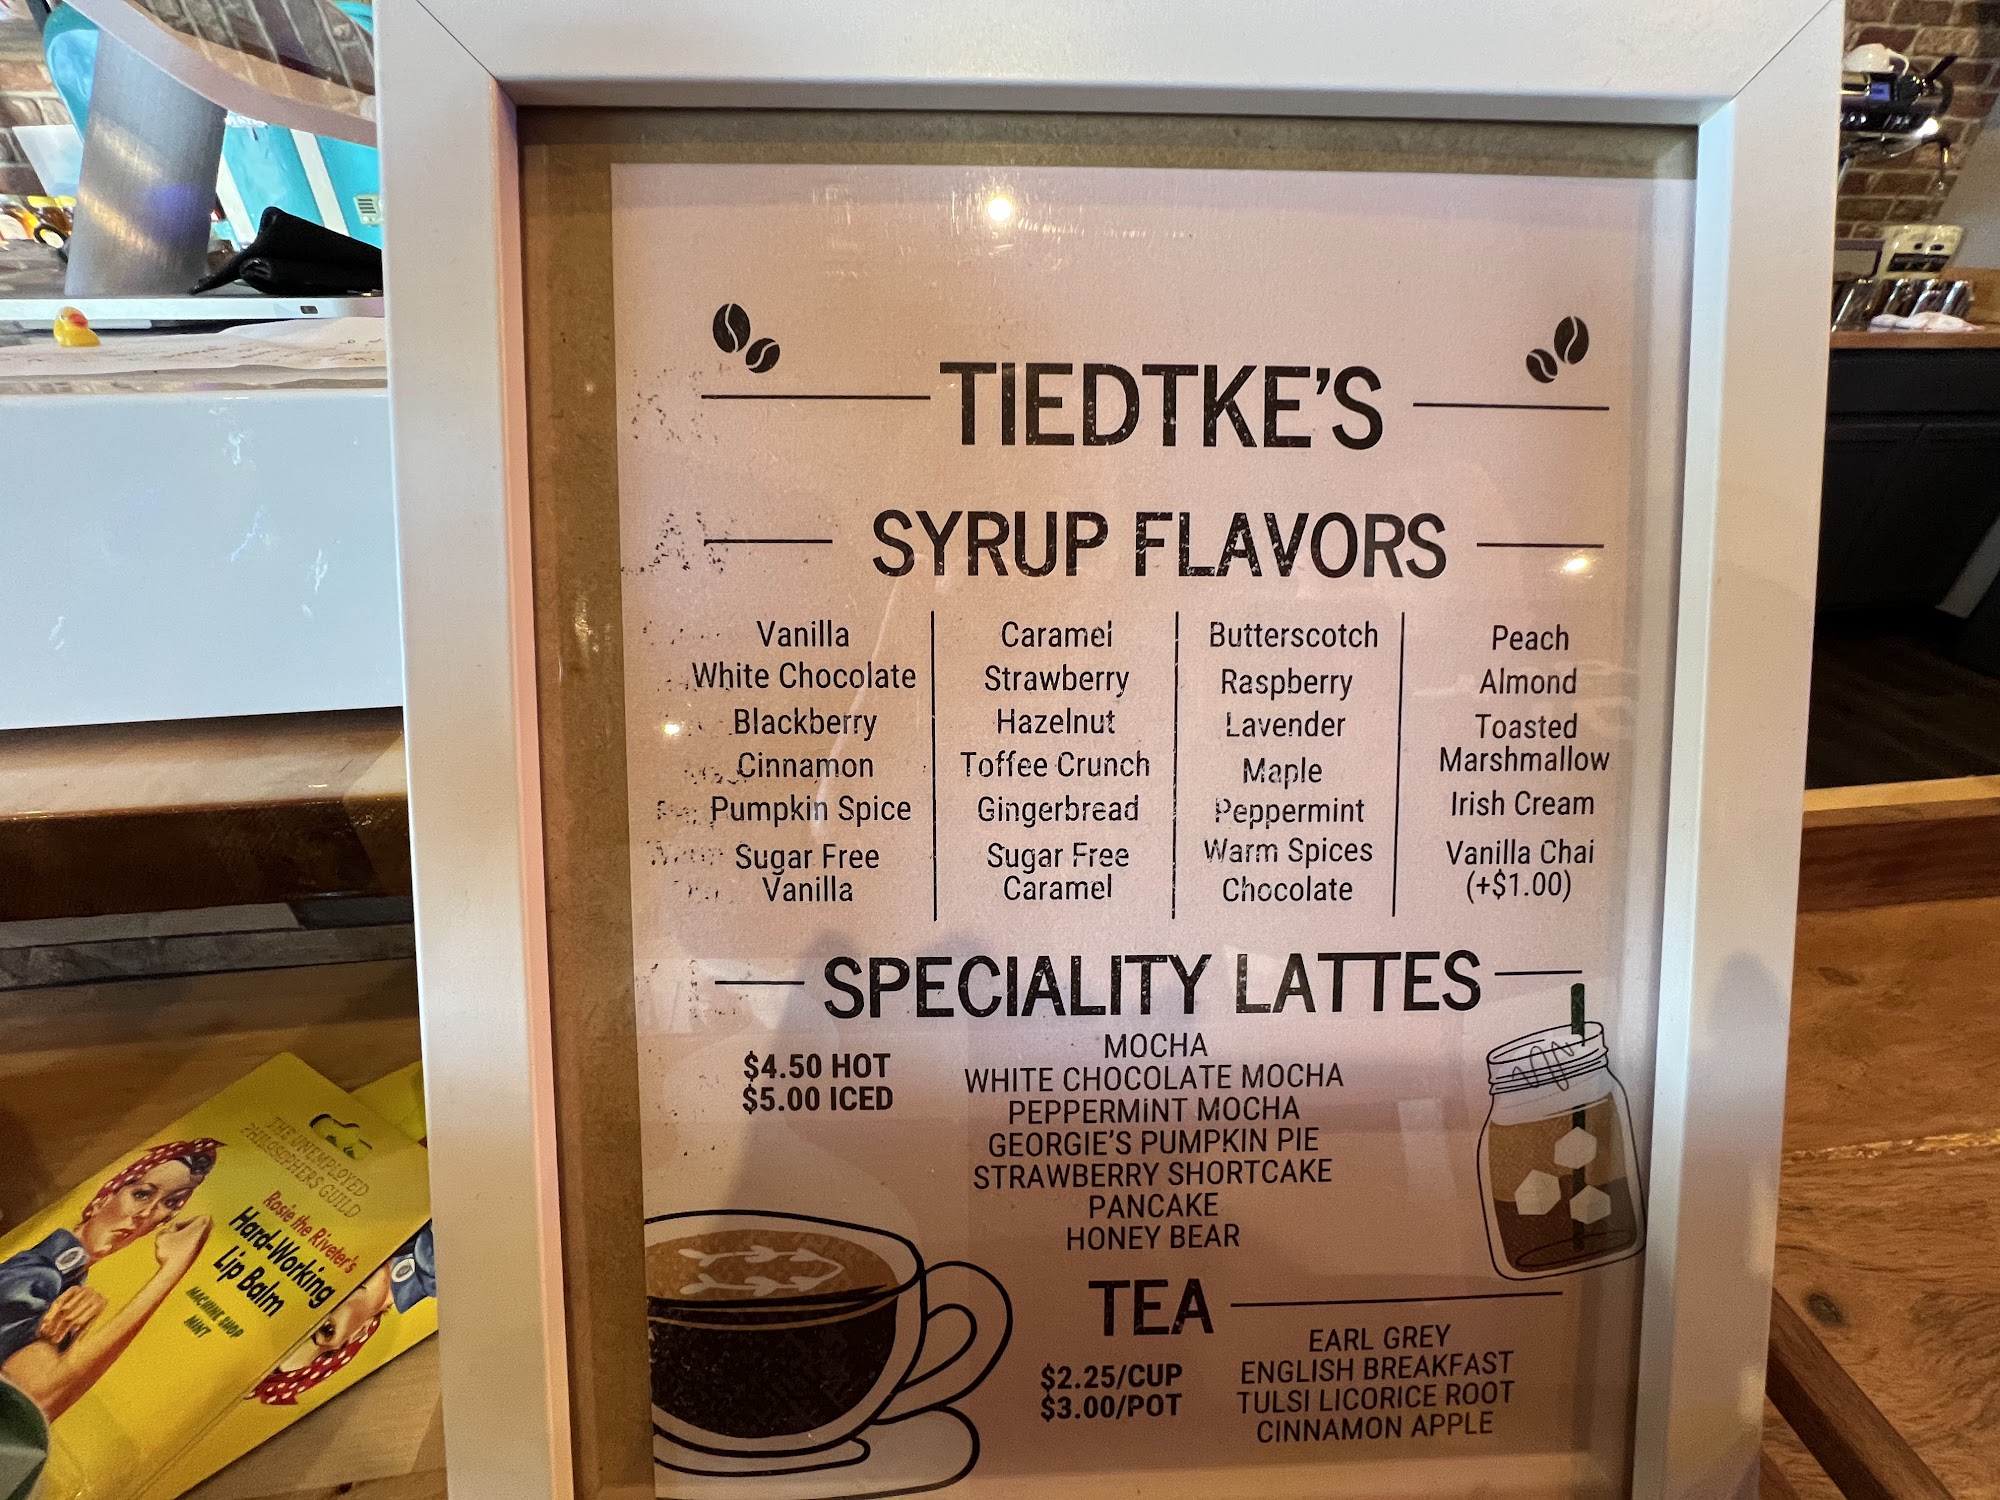 TIEDTKE'S
SYRUP FLAVORS
Vanilla
White Chocolate
Blackberry
Cinnamon
Pumpkin Spice
Sugar Free
Vanilla
Caramel
Strawberry
Hazelnut
Toffee Crunch
Gingerbread
Sugar Free
Caramel
Butterscotch
Raspberry
Lavender
Maple
Peppermint
Warm Spices
Chocolate
Peach
Almond
Toasted
Marshmallow
Irish Cream
Vanilla Chai
(+$1.00)
SPECIALITY LATTES
$4.50 HOT
$5.00 ICED
MOCHA
WHITE CHOCOLATE MOCHA
PEPPERMINT MOCHA
GEORGIE'S PUMPKIN PIE
STRAWBERRY SHORTCAKE
PANCAKE
HONEY BEAR
TEA
$2.25/CUP
$3.00/POT
EARL GREY
ENGLISH BREAKFAST
TULSI LICORICE ROOT
CINNAMON APPLE
THE UNEMPLOYED
PHILOSOPHERS GUILD
Rosie the Riveter's
Hard-Working
Lip Balm
MACHINE SHOP
MINT